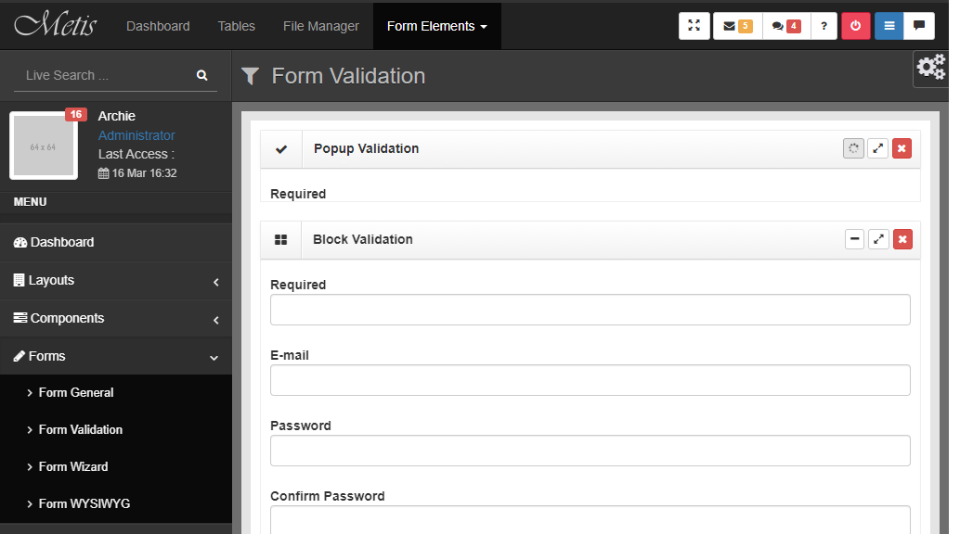 Metis Dashboard Tables File Manager Form Elements 5 4 ?
Live Search ...
Form Validation
64 x 64
16
Archie
Administrator
Last Access :
16 Mar 16:32
MENU
Dashboard
Layouts
Components
Forms
Form General
Form Validation
Form Wizard
Form WYSIWYG
Popup Validation
Required
Block Validation
Required
E-mail
Password
Confirm Password